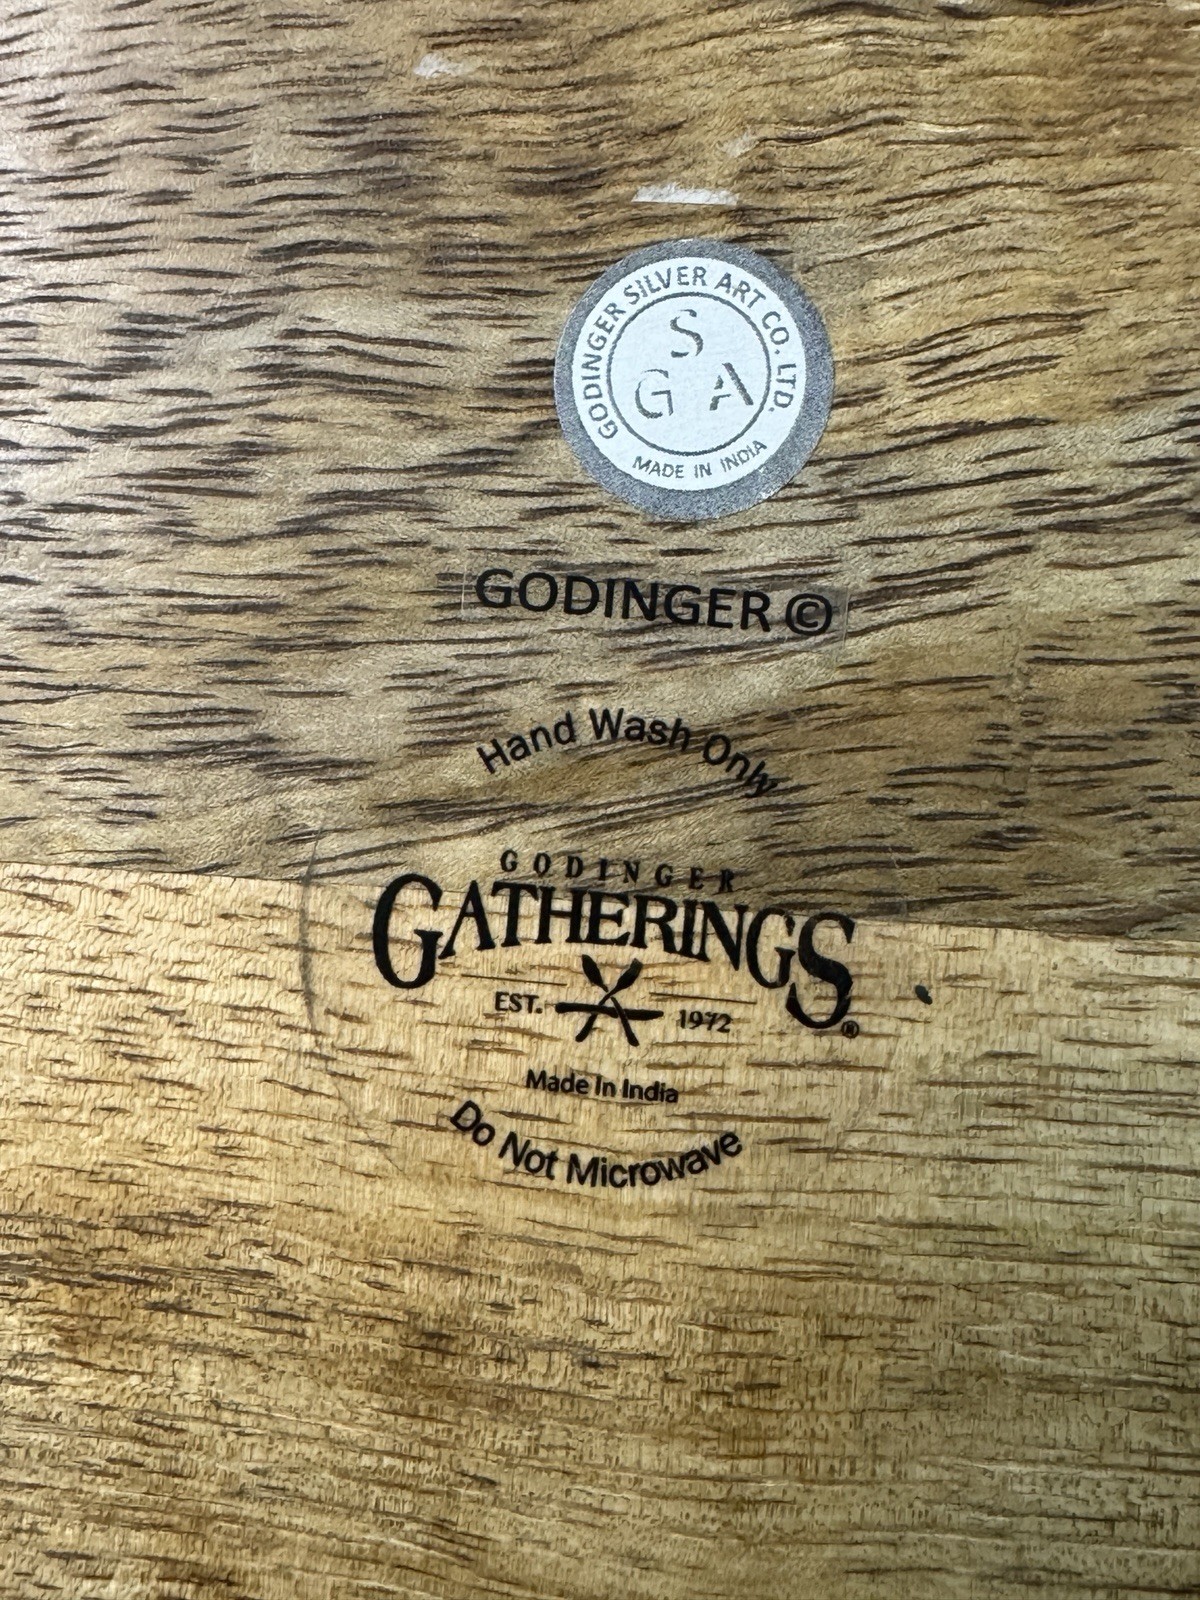 GODINGER SILVER ART CO. LTD.
S
G A
MADE IN INDIA
GODINGER ©
Hand Wash Only
GODINGER
GATHERINGS®
EST. 1972
Made In India
Do Not Microwave